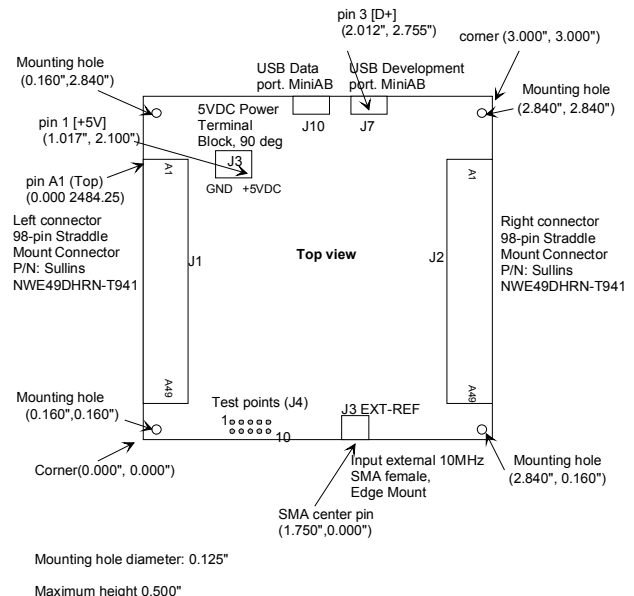 pin 3 [D+]
(2.012", 2.755")
corner (3.000", 3.000")
Mounting hole
(0.160",2.840")
USB Data
port. MiniAB
USB Development
port. MiniAB
Mounting hole
(2.840", 2.840")
J10
J7
5VDC Power
Terminal
Block, 90 deg
pin 1 [+5V]
(1.017", 2.100")
J3
GND +5VDC
pin A1 (Top)
(0.000 2484.25)
A1
A1
Left connector
98-pin Straddle
Mount Connector
P/N: Sullins
NWE49DHRN-T941
J1
Top view
J2
Right connector
98-pin Straddle
Mount Connector
P/N: Sullins
NWE49DHRN-T941
A49
A49
Mounting hole
(0.160",0.160")
Test points (J4)
1
10
J3 EXT-REF
Corner(0.000", 0.000")
Input external 10MHz
SMA female,
Edge Mount
Mounting hole
(2.840", 0.160")
SMA center pin
(1.750",0.000")
Mounting hole diameter: 0.125"
Maximum height 0.500"